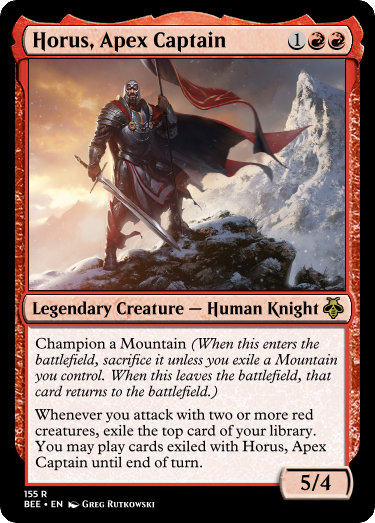 Horus, Apex Captain 1
Legendary Creature — Human Knight
Champion a Mountain (When this enters the
battlefield, sacrifice it unless you exile a Mountain
you control. When this leaves the battlefield, that
card returns to the battlefield.)
Whenever you attack with two or more red
creatures, exile the top card of your library.
You may play cards exiled with Horus, Apex
Captain until end of turn.
5/4
155 R
BEE • EN Greg Rutkowski